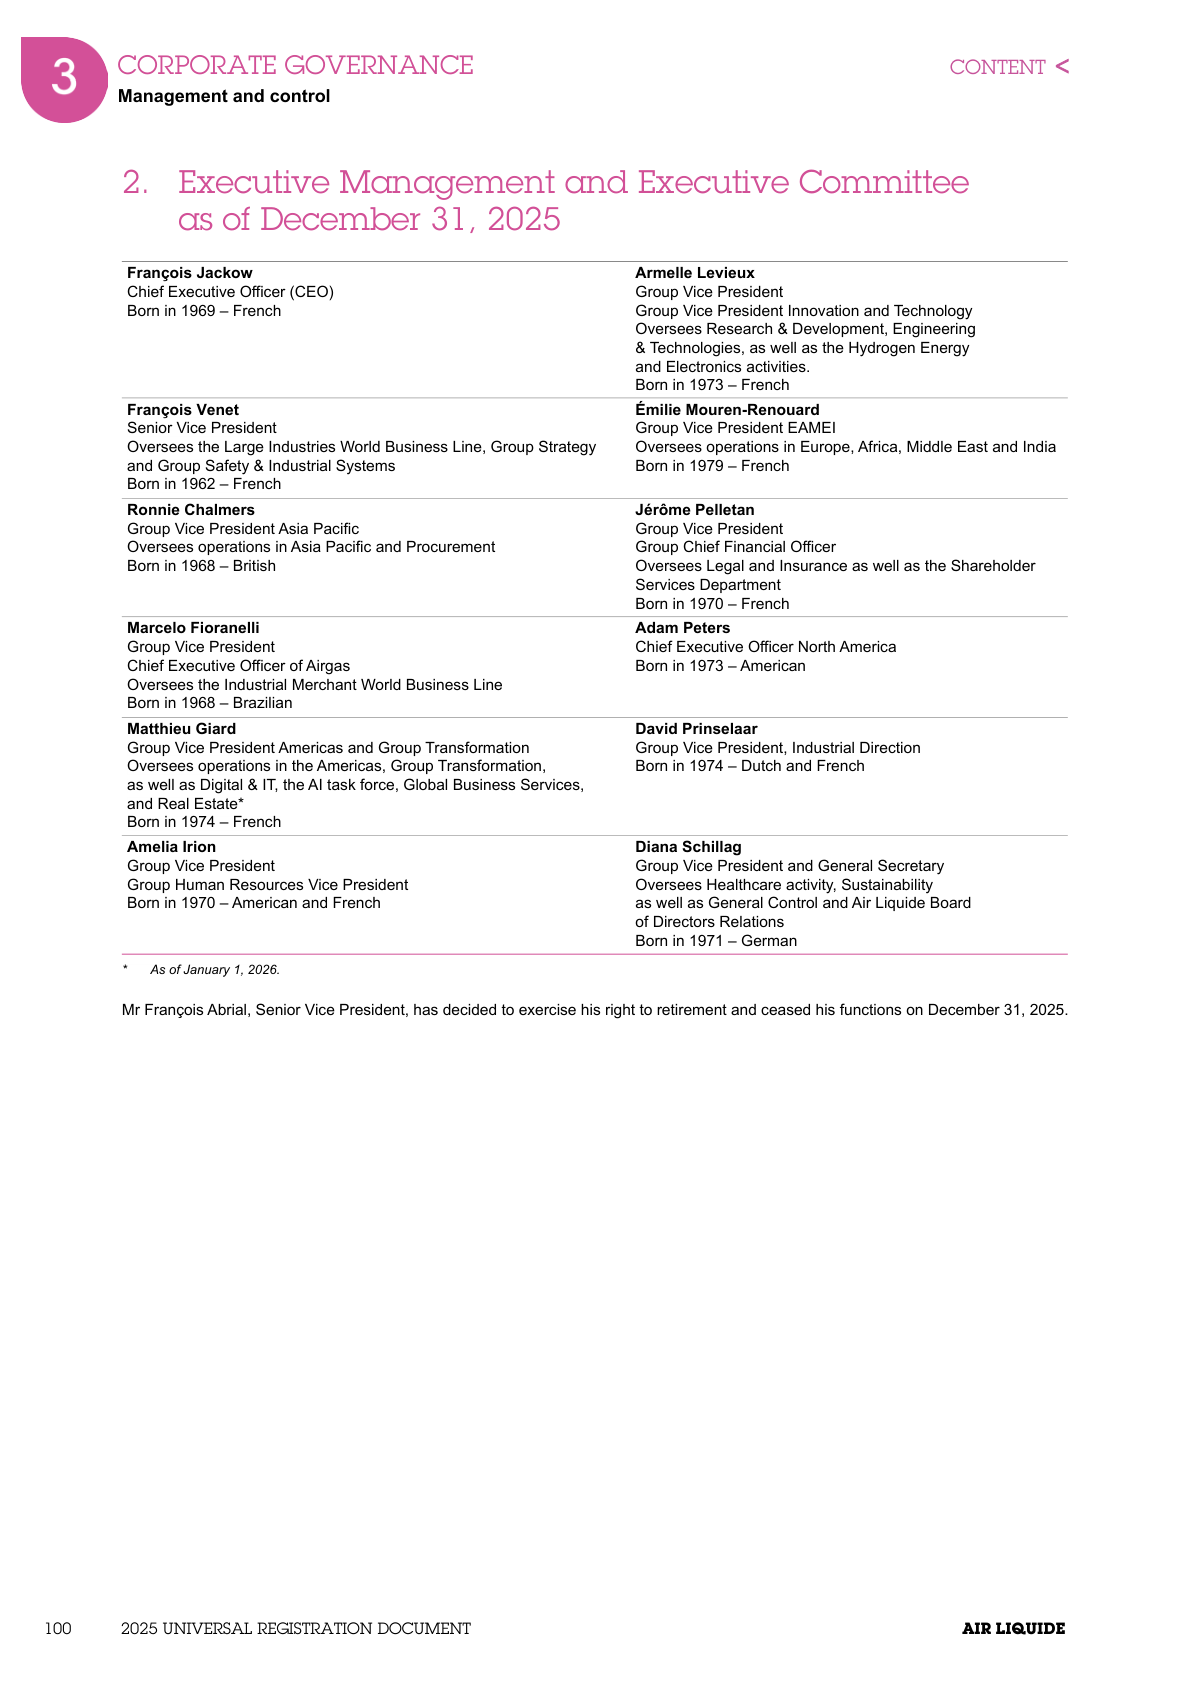 3
CORPORATE GOVERNANCE
CONTENT <
Management and control
2. Executive Management and Executive Committee
as of December 31, 2025
François Jackow
Chief Executive Officer (CEO)
Born in 1969 – French
Armelle Levieux
Group Vice President
Group Vice President Innovation and Technology
Oversees Research & Development, Engineering
& Technologies, as well as the Hydrogen Energy
and Electronics activities.
Born in 1973 – French
François Venet
Senior Vice President
Oversees the Large Industries World Business Line, Group Strategy
and Group Safety & Industrial Systems
Born in 1962 – French
Émilie Mouren-Renouard
Group Vice President EAMEI
Oversees operations in Europe, Africa, Middle East and India
Born in 1979 – French
Ronnie Chalmers
Group Vice President Asia Pacific
Oversees operations in Asia Pacific and Procurement
Born in 1968 – British
Jérôme Pelletan
Group Vice President
Group Chief Financial Officer
Oversees Legal and Insurance as well as the Shareholder
Services Department
Born in 1970 – French
Marcelo Fioranelli
Group Vice President
Chief Executive Officer of Airgas
Oversees the Industrial Merchant World Business Line
Born in 1968 – Brazilian
Adam Peters
Chief Executive Officer North America
Born in 1973 – American
Matthieu Giard
Group Vice President Americas and Group Transformation
Oversees operations in the Americas, Group Transformation,
as well as Digital & IT, the AI task force, Global Business Services,
and Real Estate*
Born in 1974 – French
David Prinselaar
Group Vice President, Industrial Direction
Born in 1974 – Dutch and French
Amelia Irion
Group Vice President
Group Human Resources Vice President
Born in 1970 – American and French
Diana Schillag
Group Vice President and General Secretary
Oversees Healthcare activity, Sustainability
as well as General Control and Air Liquide Board
of Directors Relations
Born in 1971 – German
* As of January 1, 2026.
Mr François Abrial, Senior Vice President, has decided to exercise his right to retirement and ceased his functions on December 31, 2025.
100 2025 UNIVERSAL REGISTRATION DOCUMENT AIR LIQUIDE